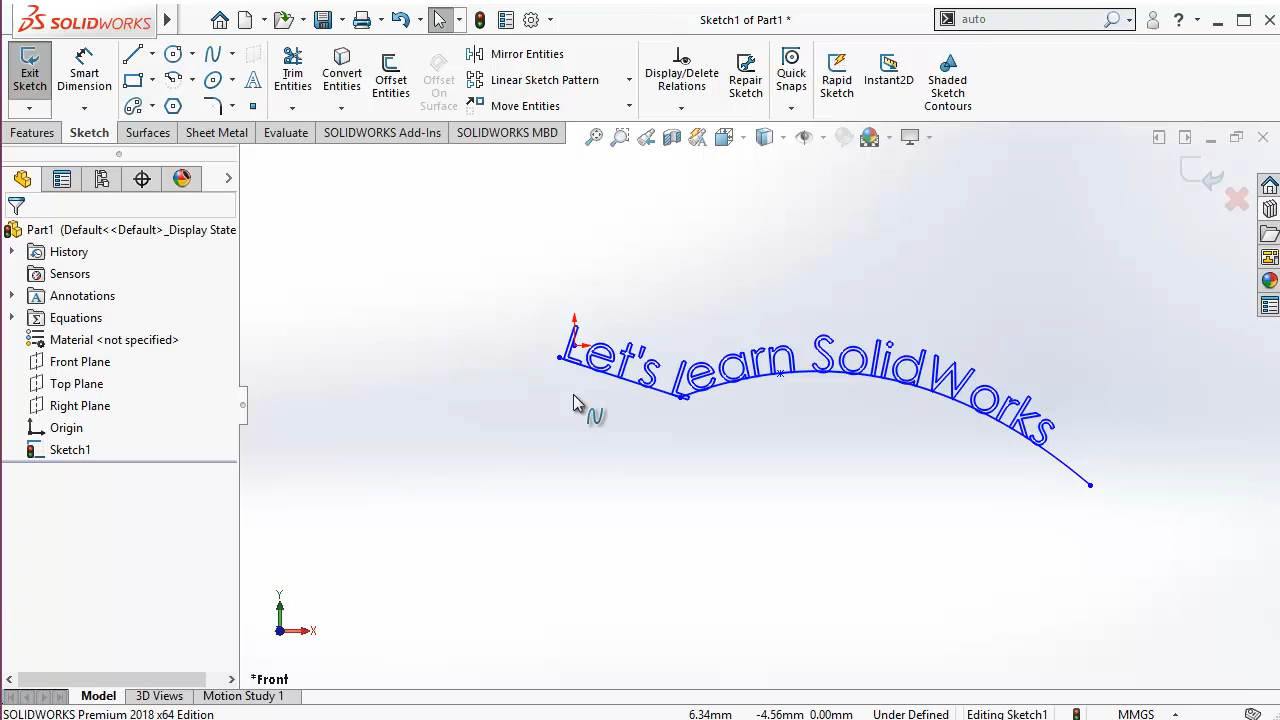 SOLIDWORKS
Sketch1 of Part1 *
auto
Exit Sketch
Smart Dimension
Trim Entities
Convert Entities
Offset Entities
Offset On Surface
Mirror Entities
Linear Sketch Pattern
Move Entities
Display/Delete Relations
Repair Sketch
Quick Snaps
Rapid Sketch
Instant2D
Shaded Sketch Contours
Features
Sketch
Surfaces
Sheet Metal
Evaluate
SOLIDWORKS Add-Ins
SOLIDWORKS MBD
Part1 (Default<<Default>_Display State
History
Sensors
Annotations
Equations
Material <not specified>
Front Plane
Top Plane
Right Plane
Origin
Sketch1
Let's learn SolidWorks
Y
X
*Front
Model
3D Views
Motion Study 1
SOLIDWORKS Premium 2018 x64 Edition
6.34mm
-4.56mm
0.00mm
Under Defined
Editing Sketch1
MMGS